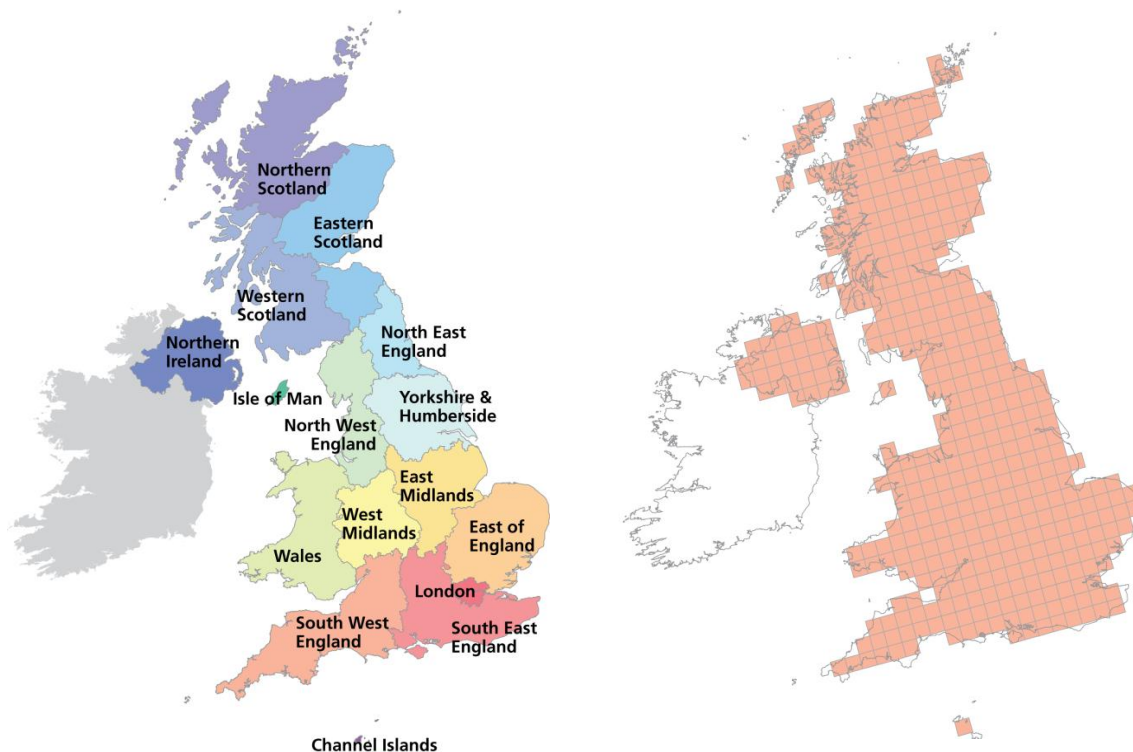 Northern
Scotland
Eastern
Scotland
Western
Scotland
Northern
Ireland
North East
England
Isle of Man
Yorkshire &
Humberside
North West
England
East
Midlands
West
Midlands
East of
England
Wales
London
South West
England
South East
England
Channel Islands